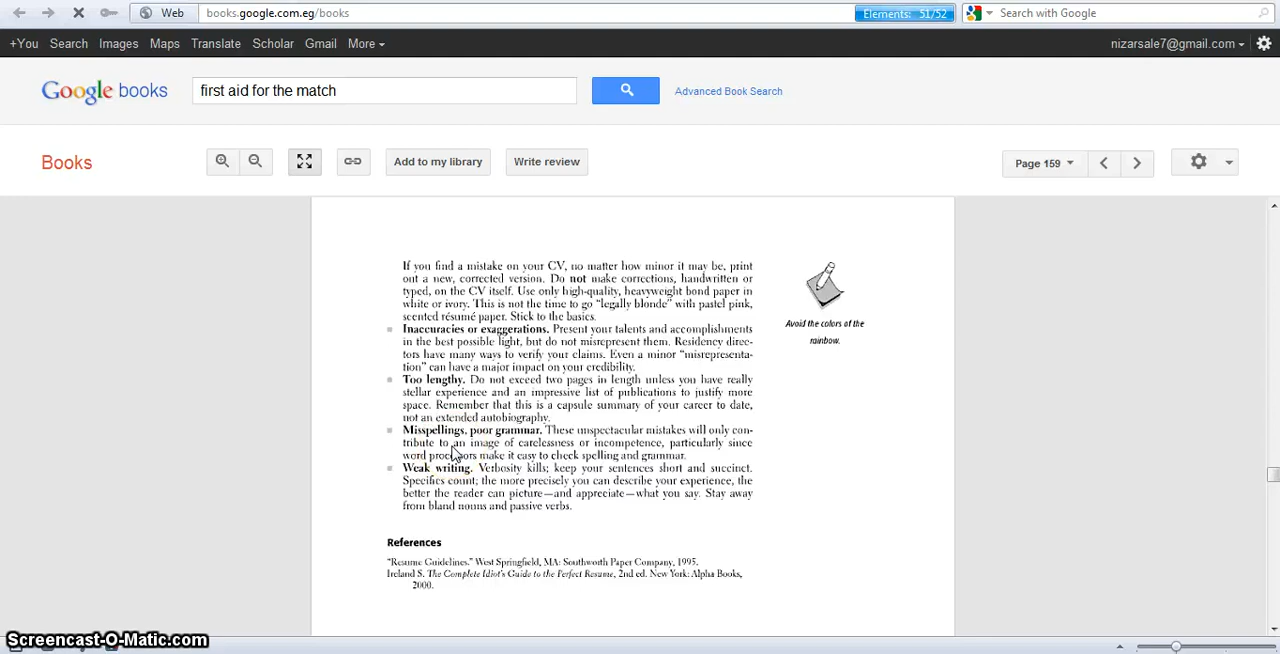 Web
books.google.com.eg/books
Elements: 51/52
Search with Google
+You Search Images Maps Translate Scholar Gmail More
nizarsale7@gmail.com
Google books
first aid for the match
Advanced Book Search
Books
Add to my library
Write review
Page 159
If you find a mistake on your CV, no matter how minor it may be, print
out a new, corrected version. Do not make corrections, handwritten or
typed, on the CV itself. Use only high-quality, heavyweight bond paper in
white or ivory. This is not the time to go “legally blonde” with pastel pink,
scented résumé paper. Stick to the basics.
Inaccuracies or exaggerations. Present your talents and accomplishments
in the best possible light, but do not misrepresent them. Residency direc-
tors have many ways to verify your claims. Even a minor “misrepresenta-
tion” can have a major impact on your credibility.
Too lengthy. Do not exceed two pages in length unless you have really
stellar experience and an impressive list of publications to justify more
space. Remember that this is a capsule summary of your career to date,
not an extended autobiography.
Misspellings, poor grammar. These unspectacular mistakes will only con-
tribute to an image of carelessness or incompetence, particularly since
word processors make it easy to check spelling and grammar.
Weak writing. Verbosity kills; keep your sentences short and succinct.
Specifics count; the more precisely you can describe your experience, the
better the reader can picture—and appreciate—what you say. Stay away
from bland nouns and passive verbs.
Avoid the colors of the
rainbow.
References
“Resume Guidelines.” West Springfield, MA: Southworth Paper Company, 1995.
Ireland S. The Complete Idiot's Guide to the Perfect Resume, 2nd ed. New York: Alpha Books,
2000.
Screencast-O-Matic.com